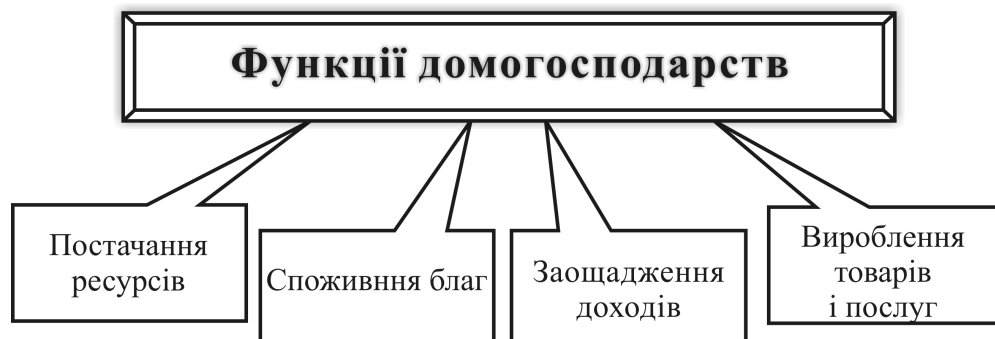 Функції домогосподарств
Постачання
ресурсів
Споживння благ
Заощадження
доходів
Вироблення
товарів
і послуг